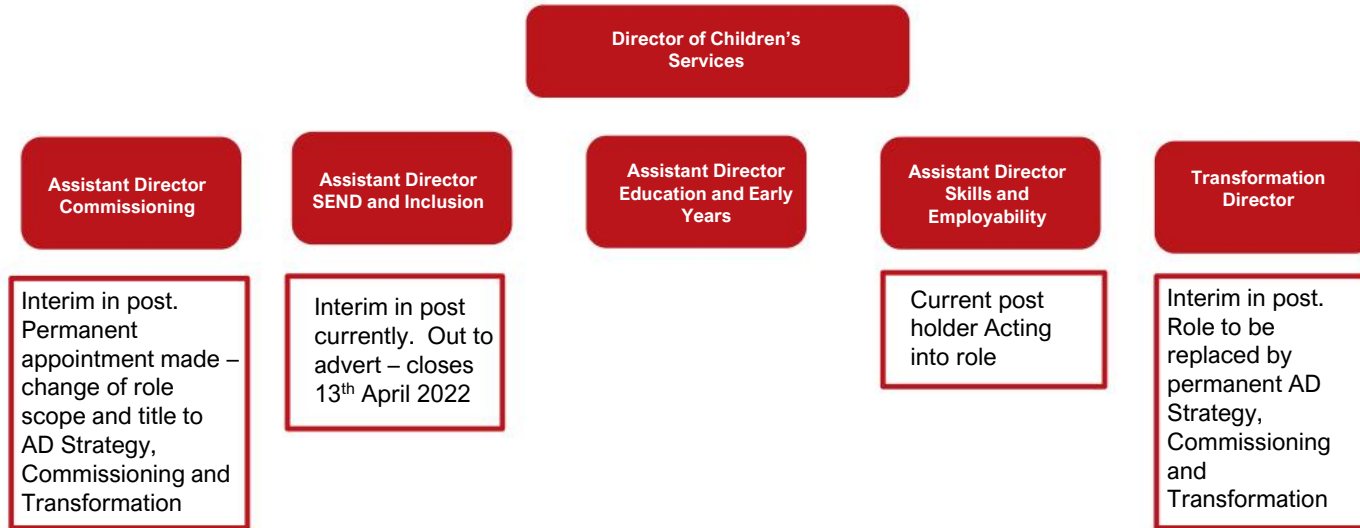 Director of Children’s
Services
Assistant Director
Commissioning
Assistant Director
SEND and Inclusion
Assistant Director
Education and Early
Years
Assistant Director
Skills and
Employability
Transformation
Director
Interim in post.
Permanent
appointment made –
change of role
scope and title to
AD Strategy,
Commissioning and
Transformation
Interim in post
currently.  Out to
advert – closes
13th April 2022
Current post
holder Acting
into role
Interim in post.
Role to be
replaced by
permanent AD
Strategy,
Commissioning
and
Transformation